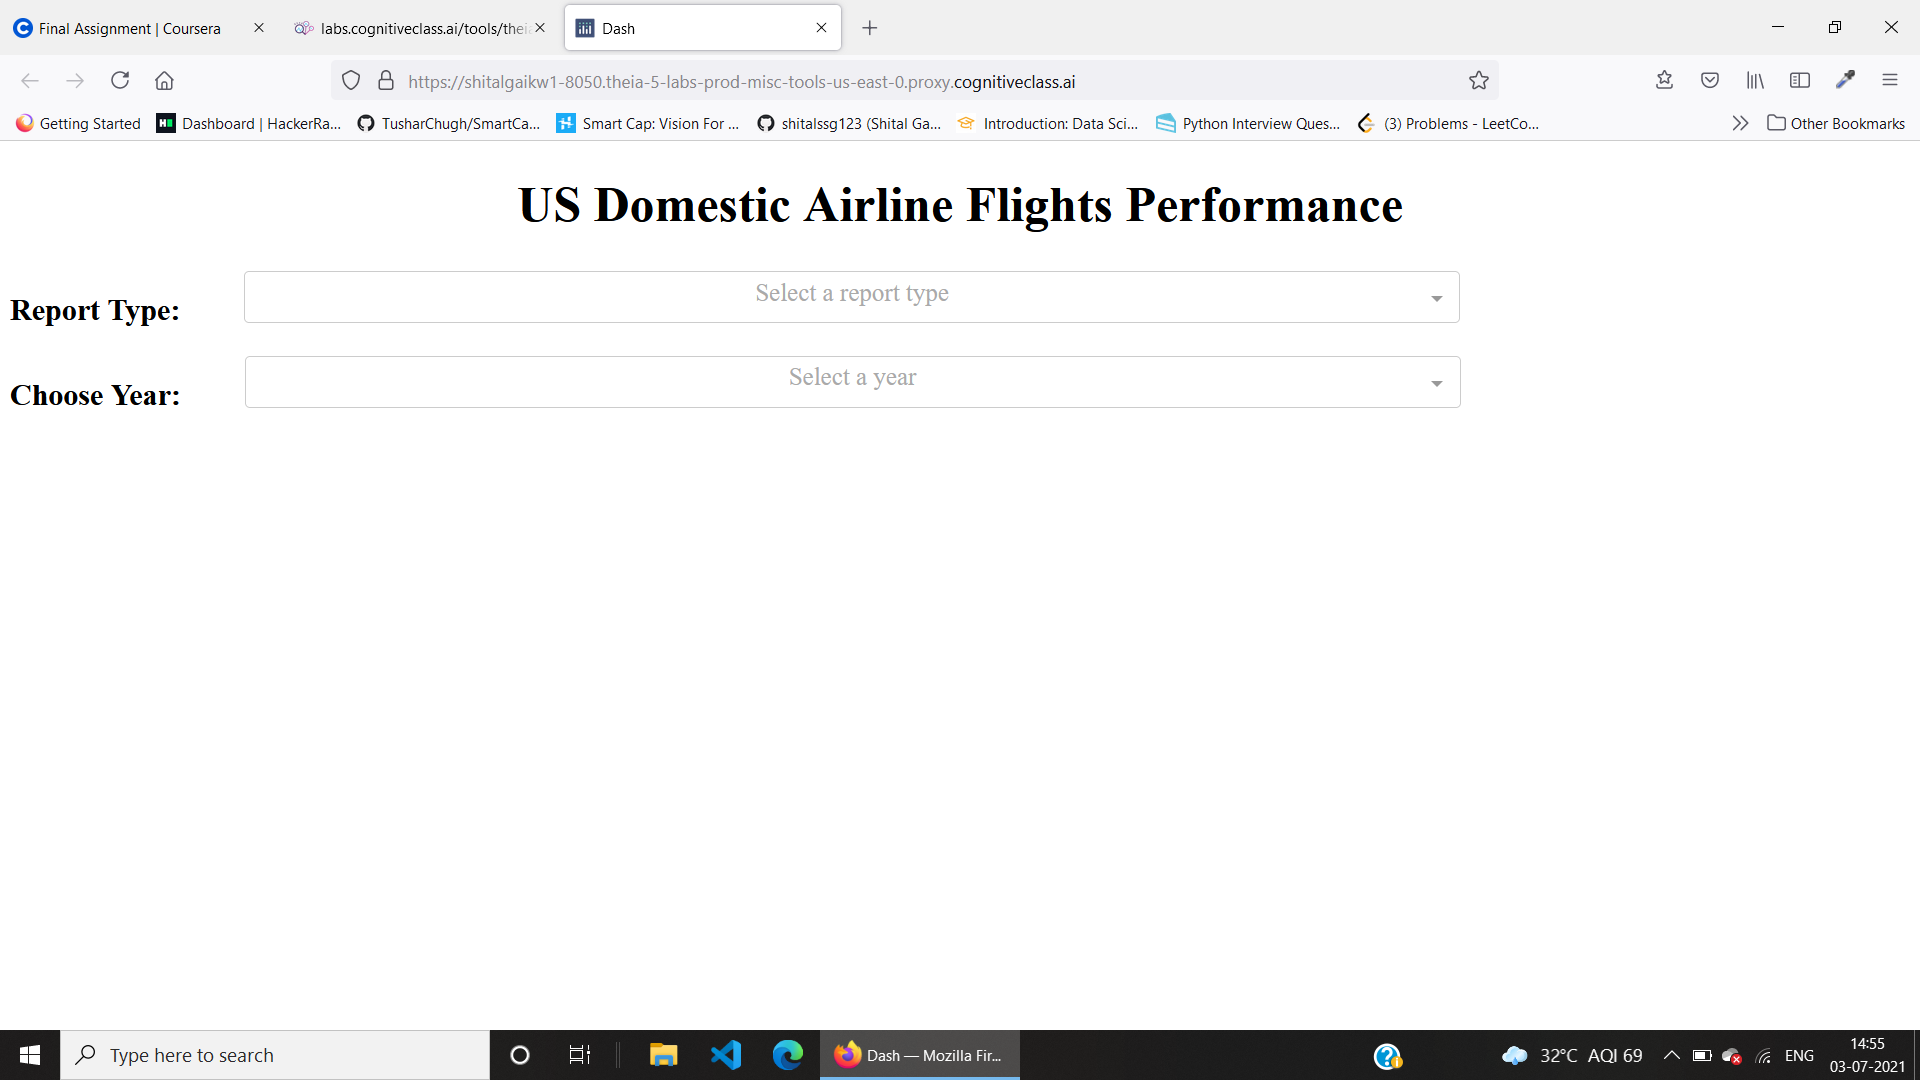 Final Assignment | Coursera
labs.cognitiveclass.ai/tools/thei
Dash
https://shitalgaikw1-8050.theia-5-labs-prod-misc-tools-us-east-0.proxy.cognitiveclass.ai
Getting Started
Dashboard | HackerRa...
TusharChugh/SmartCa...
Smart Cap: Vision For ...
shitalssg123 (Shital Ga...
Introduction: Data Sci...
Python Interview Ques...
(3) Problems - LeetCo...
Other Bookmarks
US Domestic Airline Flights Performance
Report Type:
Select a report type
Choose Year:
Select a year
Type here to search
Dash — Mozilla Fir...
32°C AQI 69
ENG
14:55
03-07-2021